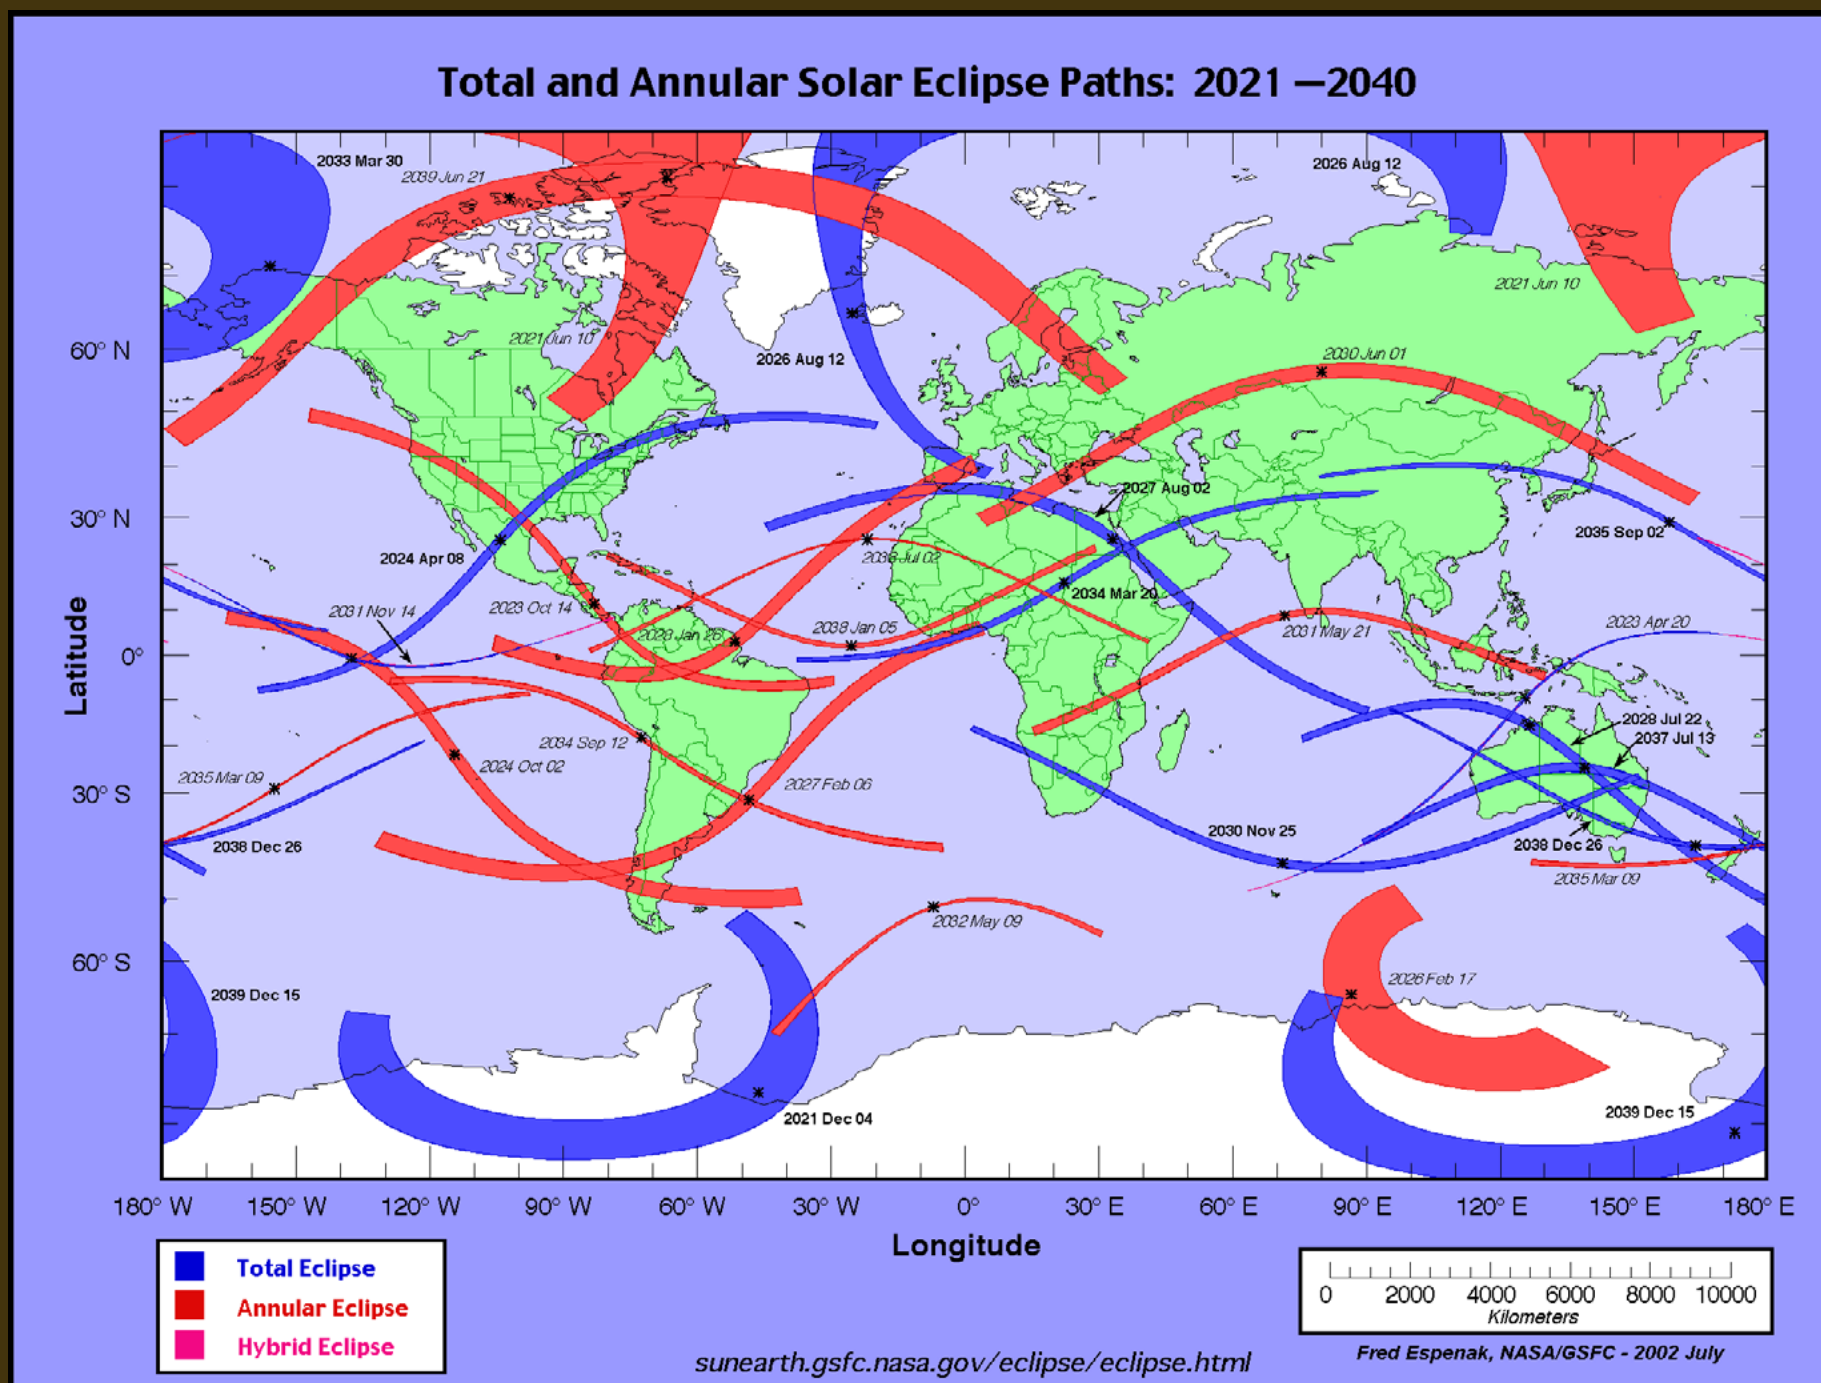 Total and Annular Solar Eclipse Paths: 2021 —2040
2033 Mar 30
2039 Jun 21
2026 Aug 12
2021 Jun 10
2021 Jun 10
2026 Aug 12
2030 Jun 01
60° N
2027 Aug 02
30° N
2035 Sep 02
2024 Apr 08
2038 Jul 02
2034 Mar 20
2031 Nov 14
2023 Oct 14
2028 Jan 26
2038 Jan 05
2031 May 21
2023 Apr 20
0°
Latitude
2028 Jul 22
2037 Jul 13
2034 Sep 12
2024 Oct 02
2035 Mar 09
2027 Feb 06
30° S
2030 Nov 25
2038 Dec 26
2038 Dec 26
2035 Mar 09
2032 May 09
60° S
2026 Feb 17
2039 Dec 15
2021 Dec 04
2039 Dec 15
180° W 150° W 120° W 90° W 60° W 30° W 0° 30° E 60° E 90° E 120° E 150° E 180° E
Longitude
Total Eclipse
Annular Eclipse
Hybrid Eclipse
0 2000 4000 6000 8000 10000
Kilometers
Fred Espenak, NASA/GSFC - 2002 July
sunearth.gsfc.nasa.gov/eclipse/eclipse.html